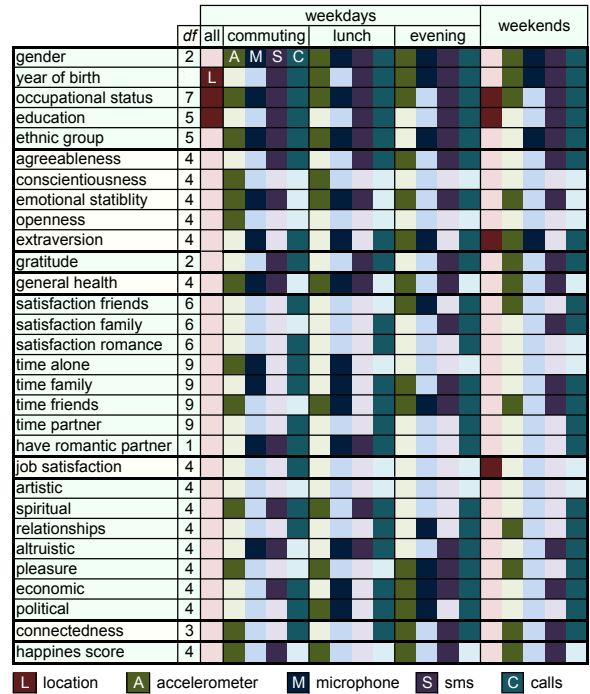 weekdays
weekends
df all commuting lunch evening
gender 2 A M S C
year of birth L L
occupational status 7
education 5
ethnic group 5
agreeableness 4
conscientiousness 4
emotional statiblity 4
openness 4
extraversion 4
gratitude 2
general health 4
satisfaction friends 6
satisfaction family 6
satisfaction romance 6
time alone 9
time family 9
time friends 9
time partner 9
have romantic partner 1
job satisfaction 4
artistic 4
spiritual 4
relationships 4
altruistic 4
pleasure 4
economic 4
political 4
connectedness 3
happines score 4
L location A accelerometer M microphone S sms C calls